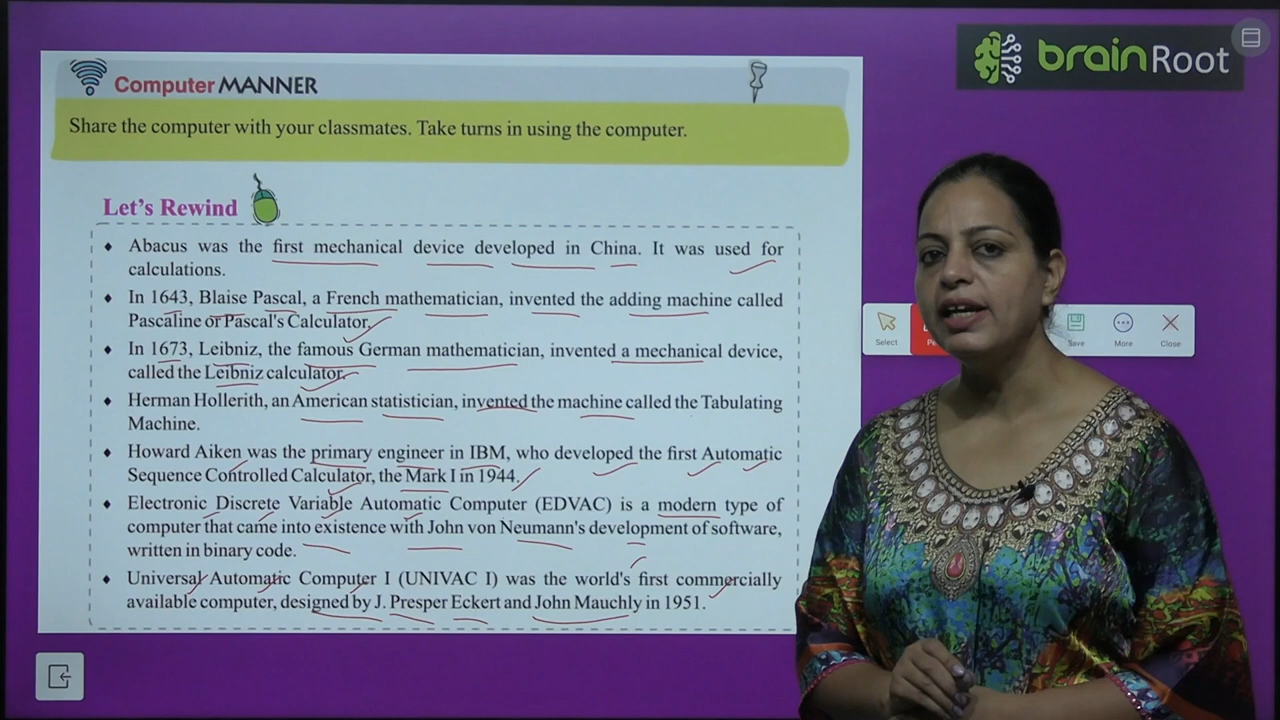 brainRoot
Computer MANNER
Share the computer with your classmates. Take turns in using the computer.
Let's Rewind
♦ Abacus was the first mechanical device developed in China. It was used for
calculations.
♦ In 1643, Blaise Pascal, a French mathematician, invented the adding machine called
Pascaline or Pascal's Calculator.
♦ In 1673, Leibniz, the famous German mathematician, invented a mechanical device,
called the Leibniz calculator.
♦ Herman Hollerith, an American statistician, invented the machine called the Tabulating
Machine.
♦ Howard Aiken was the primary engineer in IBM, who developed the first Automatic
Sequence Controlled Calculator, the Mark I in 1944.
♦ Electronic Discrete Variable Automatic Computer (EDVAC) is a modern type of
computer that came into existence with John von Neumann's development of software,
written in binary code.
♦ Universal Automatic Computer I (UNIVAC I) was the world's first commercially
available computer, designed by J. Presper Eckert and John Mauchly in 1951.
Select
Save
More
Close